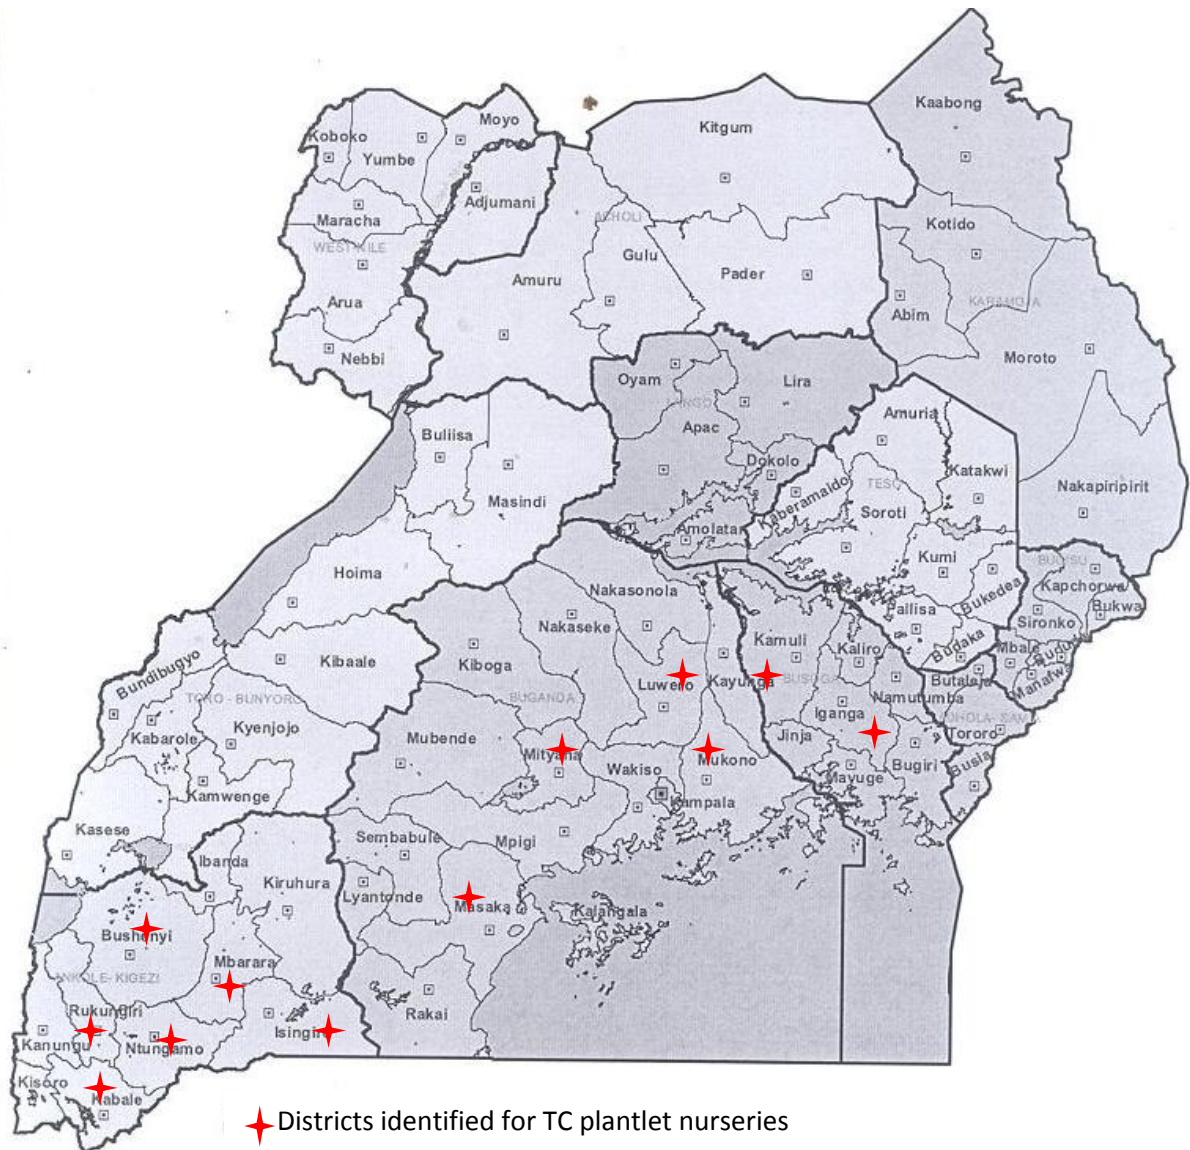 Kaabong
Moyo
Koboko
Yumbe
Kitgum
Adjumani
Maracha
ACHOLI
Kotido
WEST NILE
Gulu
Amuru
Pader
KARAMOJA
Arua
Abim
Nebbi
Moroto
Oyam
Lira
LANGO
Amuria
Buliisa
Apac
Dokolo
Katakwi
Masindi
Kaberamaido
TESO
Nakapiripirit
Soroti
Amolatar
Kumi
Hoima
Kapchorwa
Nakasonola
Bukedea
Bukwa
Pallisa
Sironko
Nakaseke
Kamuli
Kaliro
Budaka
Mbale
Kibaale
Kiboga
Bundibugyo
Luwero
Kayunga
BUSOGA
Butaleja
Manafwa
TORO - BUNYORO
BUGANDA
Namutumba
Kyenjojo
Iganga
Kabarole
Mubende
Jinja
Tororo
Mityana
Mukono
Wakiso
Bugiri
Busia
Mayuge
Kamwenge
Kampala
Kasese
Sembabule
Mpigi
Ibanda
Kiruhura
Lyantonde
Masaka
Kalangala
Bushenyi
Mbarara
ANKOLE- KIGEZI
Rukungiri
Rakai
Isingiro
Kanungu
Ntungamo
Kisoro
Kabale
Districts identified for TC plantlet nurseries